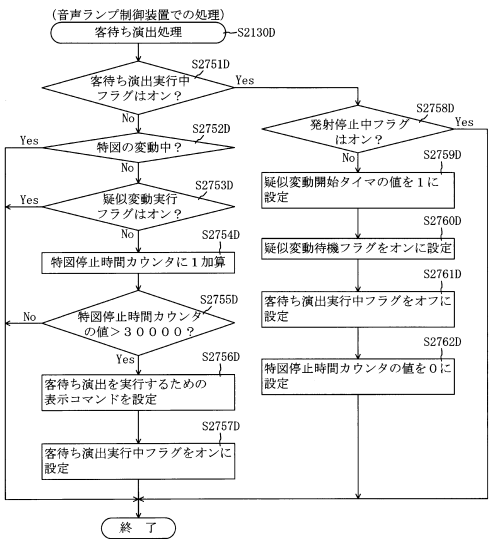 (音声ランプ制御装置での処理)
客待ち演出処理
S2130D
S2751D
客待ち演出実行中
フラグはオン?
Yes
No
S2752D
特図の変動中?
Yes
No
S2753D
疑似変動実行
フラグはオン?
Yes
No
S2754D
特図停止時間カウンタに1加算
S2755D
特図停止時間カウンタ
の値>30000?
No
Yes
S2756D
客待ち演出を実行するための
表示コマンドを設定
S2757D
客待ち演出実行中フラグをオンに
設定
S2758D
発射停止中フラグ
はオン?
Yes
No
S2759D
疑似変動開始タイマの値を1に
設定
S2760D
疑似変動待機フラグをオンに設定
S2761D
客待ち演出実行中フラグをオフに
設定
S2762D
特図停止時間カウンタの値を0に
設定
終 了